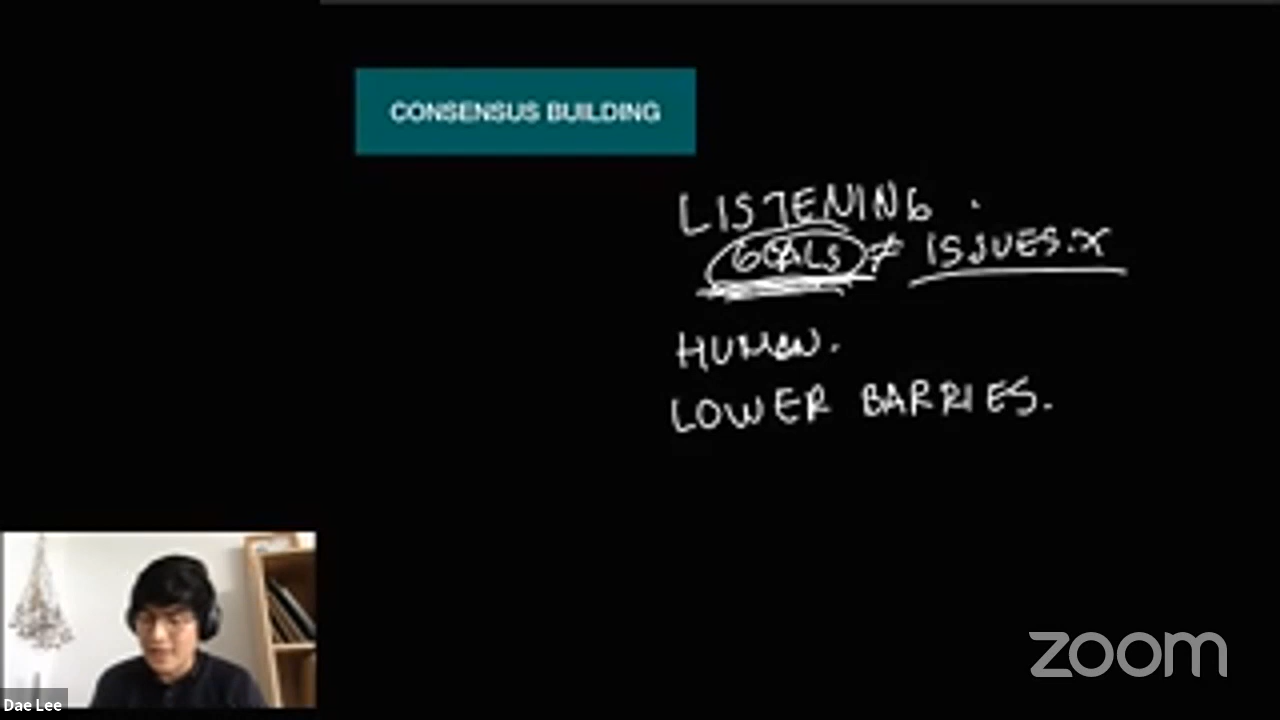 CONSENSUS BUILDING
LISTENING.
GOALS ≠ ISSUES.X
HUMAN.
LOWER BARRIES.
Dae Lee
zoom